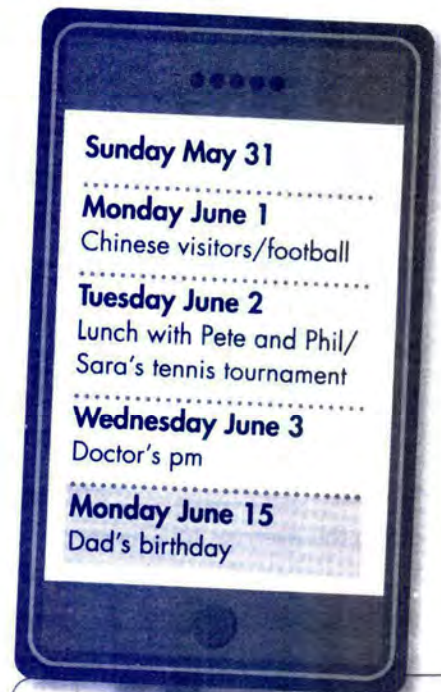 Sunday May 31
Monday June 1
Chinese visitors/football
Tuesday June 2
Lunch with Pete and Phil/
Sara's tennis tournament
Wednesday June 3
Doctor's pm
Monday June 15
Dad's birthday